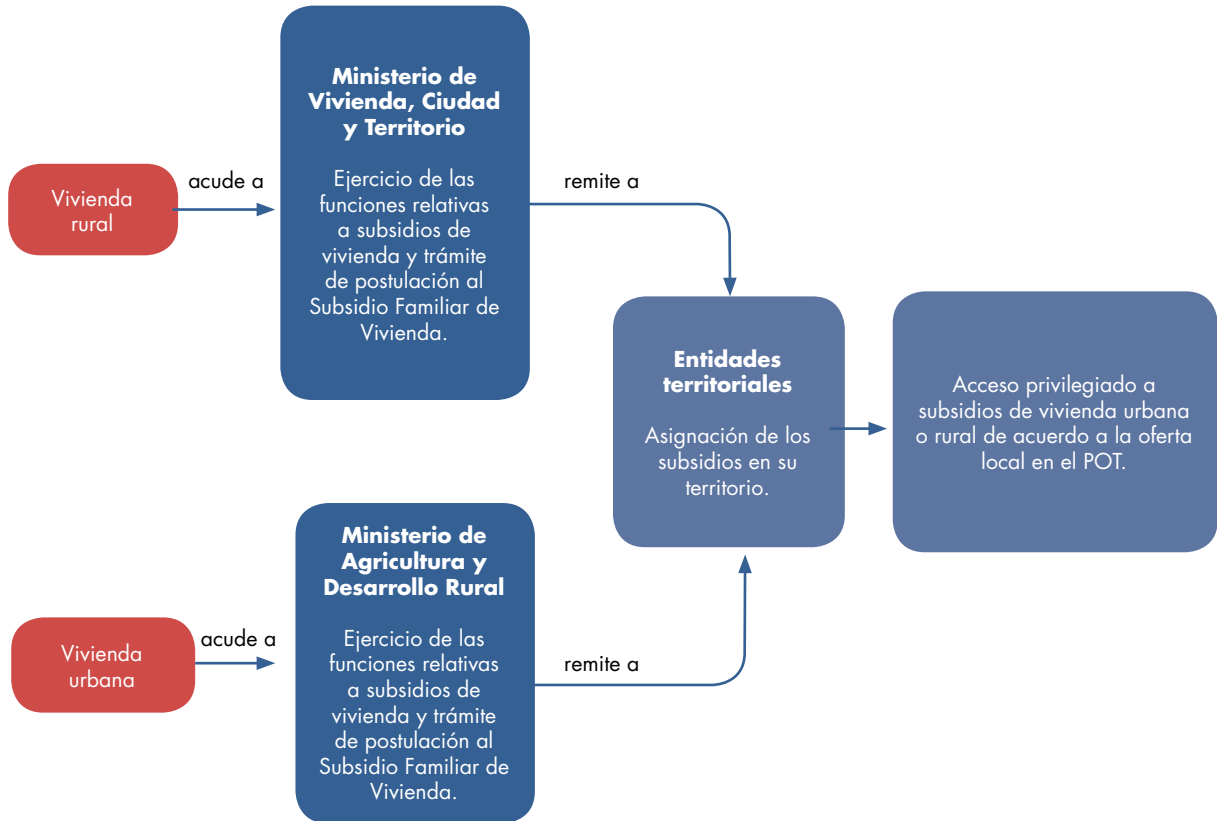 Vivienda
rural
acude a
Ministerio de
Vivienda, Ciudad
y Territorio
Ejercicio de las
funciones relativas
a subsidios de
vivienda y trámite
de postulación al
Subsidio Familiar de
Vivienda.
remite a
Entidades
territoriales
Asignación de los
subsidios en su
territorio.
Acceso privilegiado a
subsidios de vivienda urbana
o rural de acuerdo a la oferta
local en el POT.
Vivienda
urbana
acude a
Ministerio de
Agricultura y
Desarrollo Rural
Ejercicio de las
funciones relativas
a subsidios de
vivienda y trámite
de postulación al
Subsidio Familiar de
Vivienda.
remite a